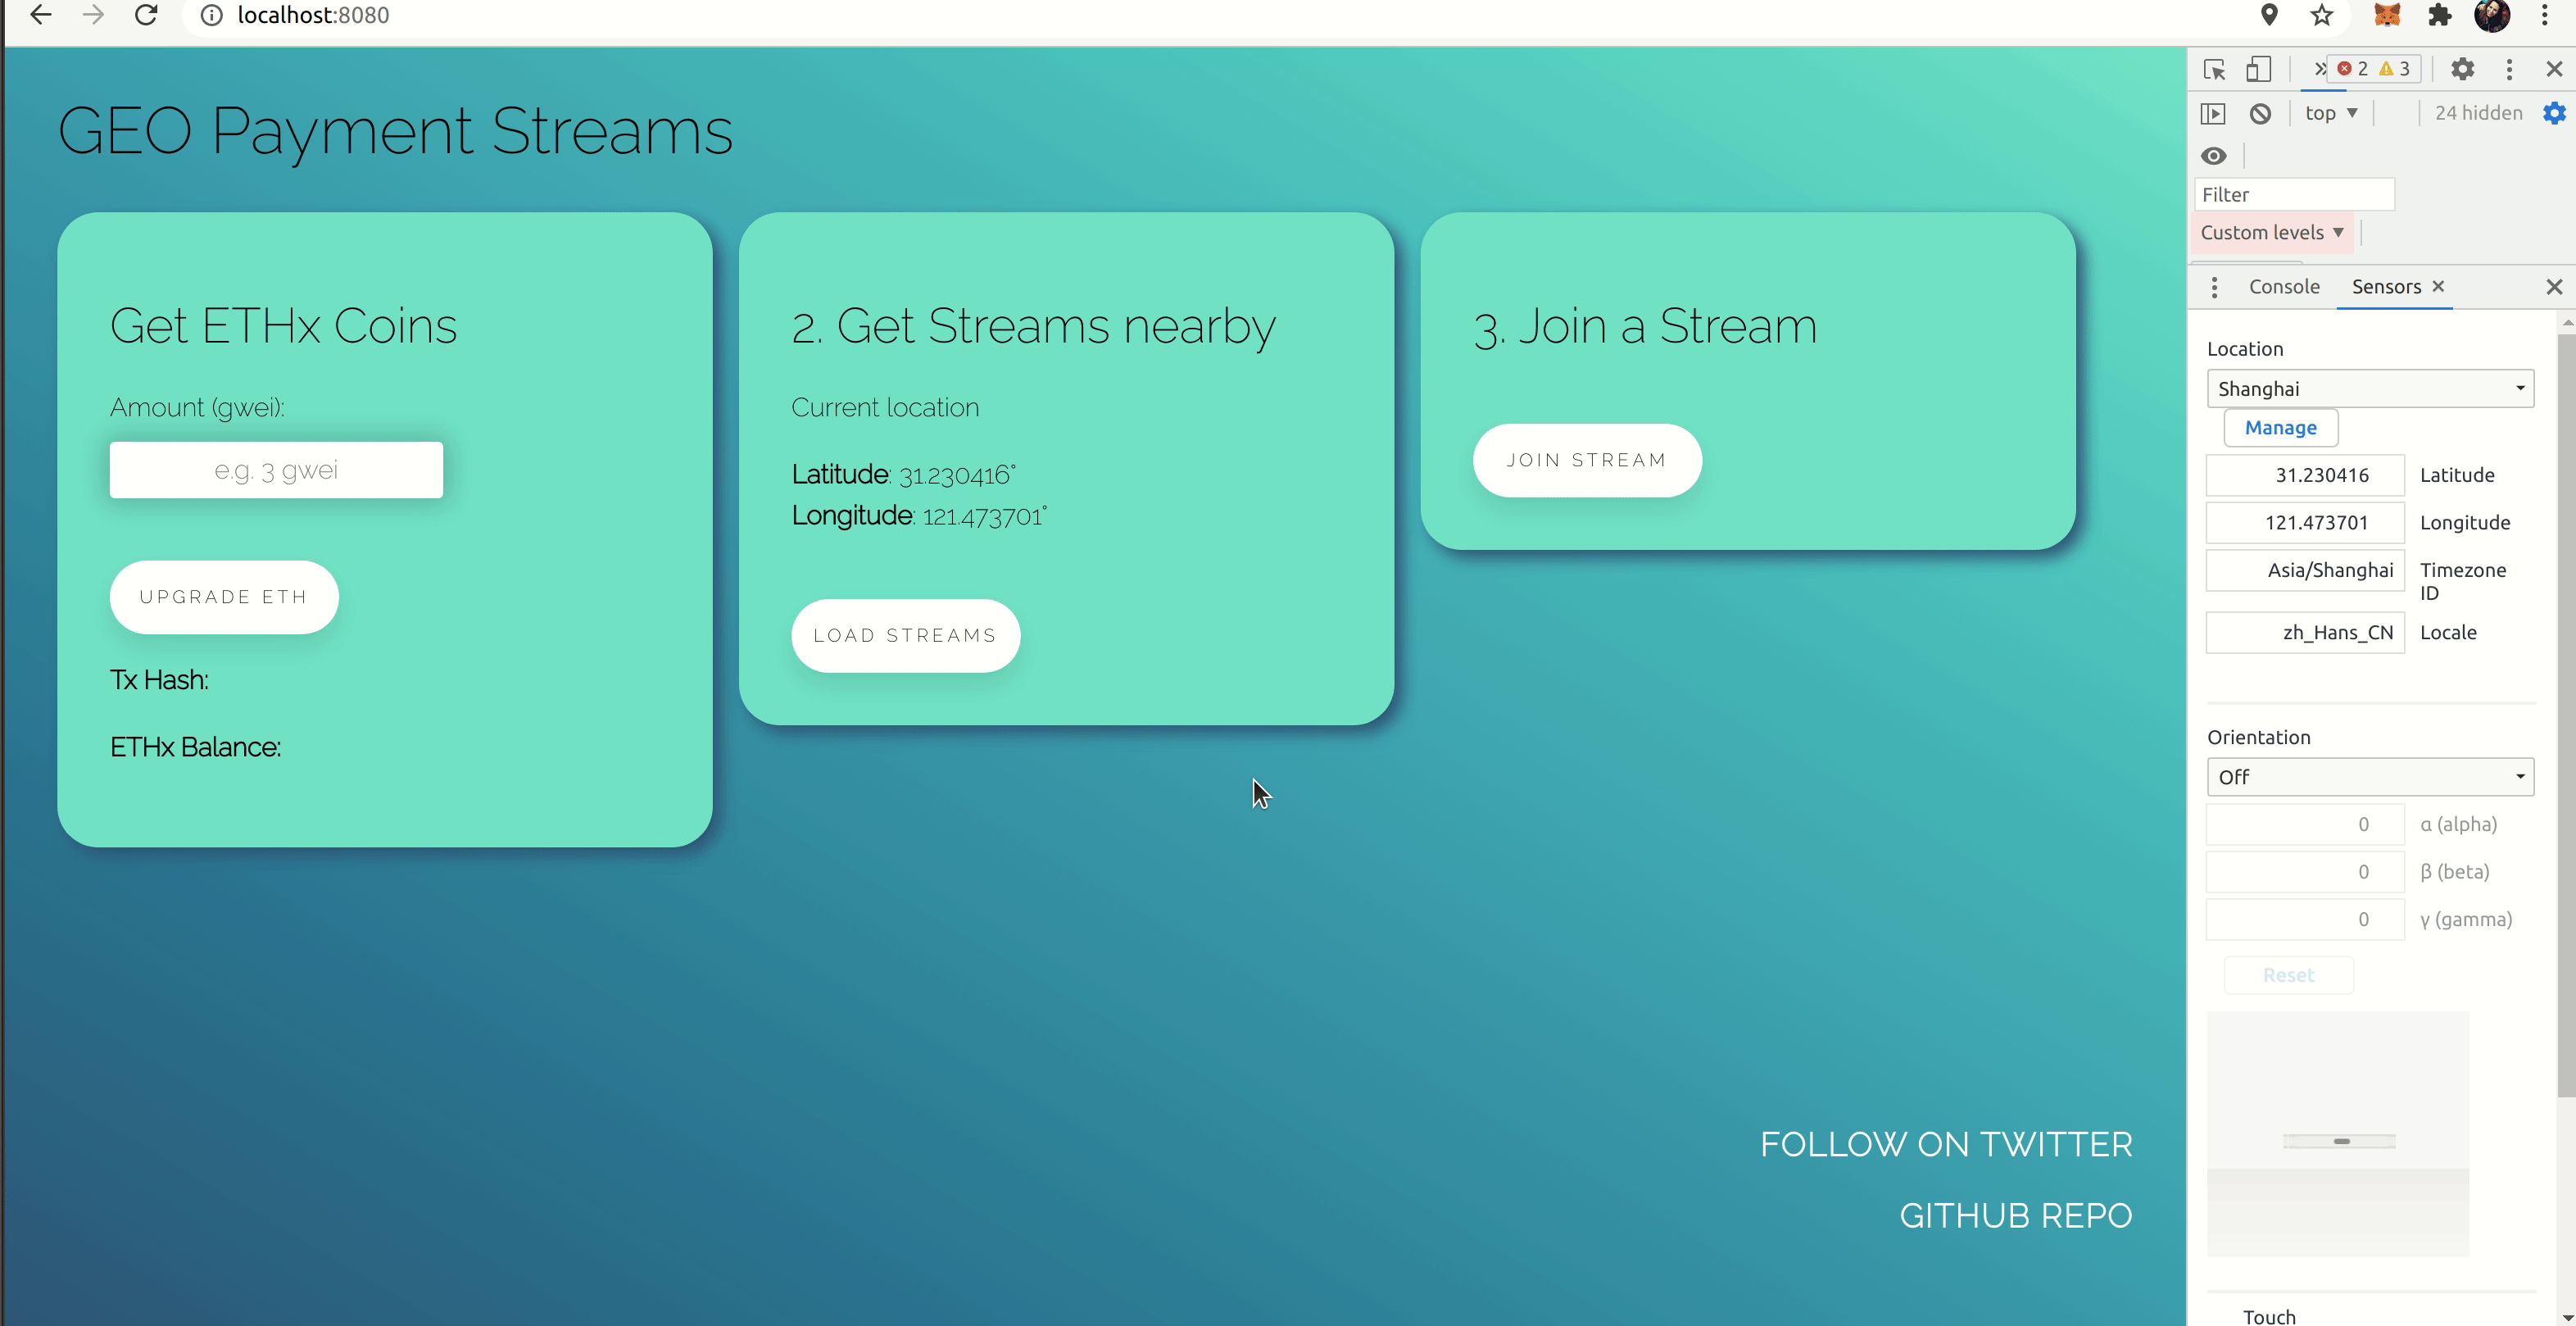 localhost:8080
GEO Payment Streams
Get ETHx Coins
Amount (gwei):
e.g. 3 gwei
UPGRADE ETH
Tx Hash:
ETHx Balance:
2. Get Streams nearby
Current location
Latitude: 31.230416°
Longitude: 121.473701°
LOAD STREAMS
3. Join a Stream
JOIN STREAM
FOLLOW ON TWITTER
GITHUB REPO
2 3
top 24 hidden
Filter
Custom levels
Console Sensors
Location
Shanghai
Manage
31.230416 Latitude
121.473701 Longitude
Asia/Shanghai Timezone
ID
zh_Hans_CN Locale
Orientation
Off
0 α (alpha)
0 β (beta)
0 γ (gamma)
Reset
Touch